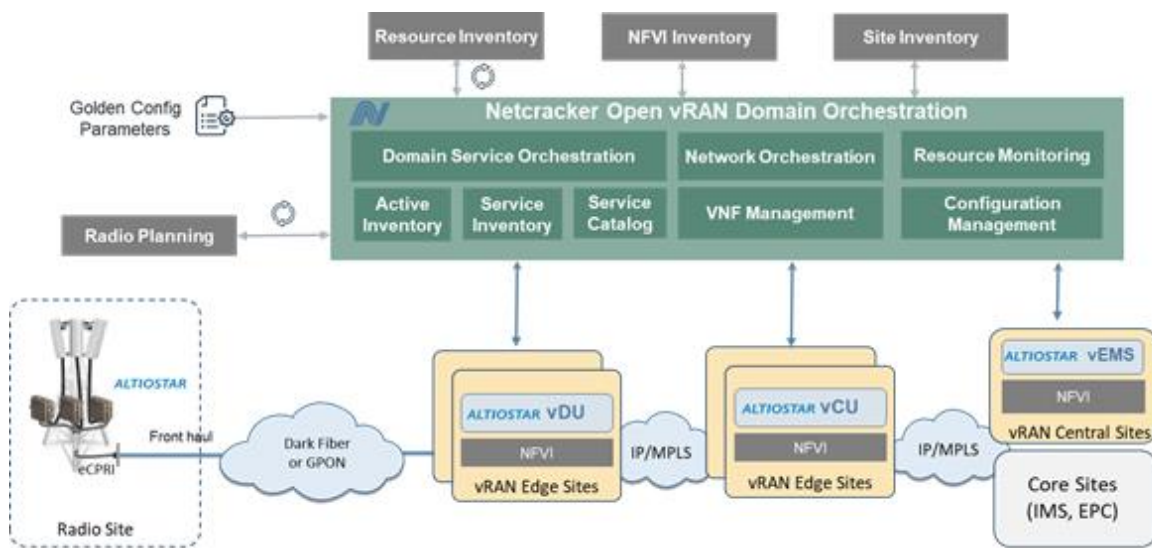 Resource Inventory
NFVI Inventory
Site Inventory
Golden Config
Parameters
Netcracker Open vRAN Domain Orchestration
Domain Service Orchestration
Network Orchestration
Resource Monitoring
Active
Inventory
Service
Inventory
Service
Catalog
VNF Management
Configuration
Management
Radio Planning
ALTIOSTAR
Front haul
eCPRI
Radio Site
Dark Fiber
or GPON
ALTIOSTAR vDU
NFVI
vRAN Edge Sites
IP/MPLS
ALTIOSTAR vCU
NFVI
vRAN Edge Sites
IP/MPLS
ALTIOSTAR vEMS
NFVI
vRAN Central Sites
Core Sites
(IMS, EPC)